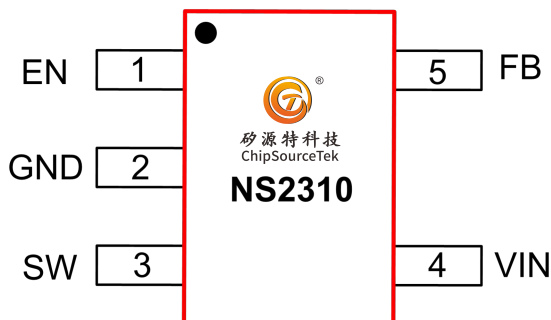 EN 1
5 FB
®
矽源特科技
ChipSourceTek
GND 2
NS2310
SW 3
4 VIN